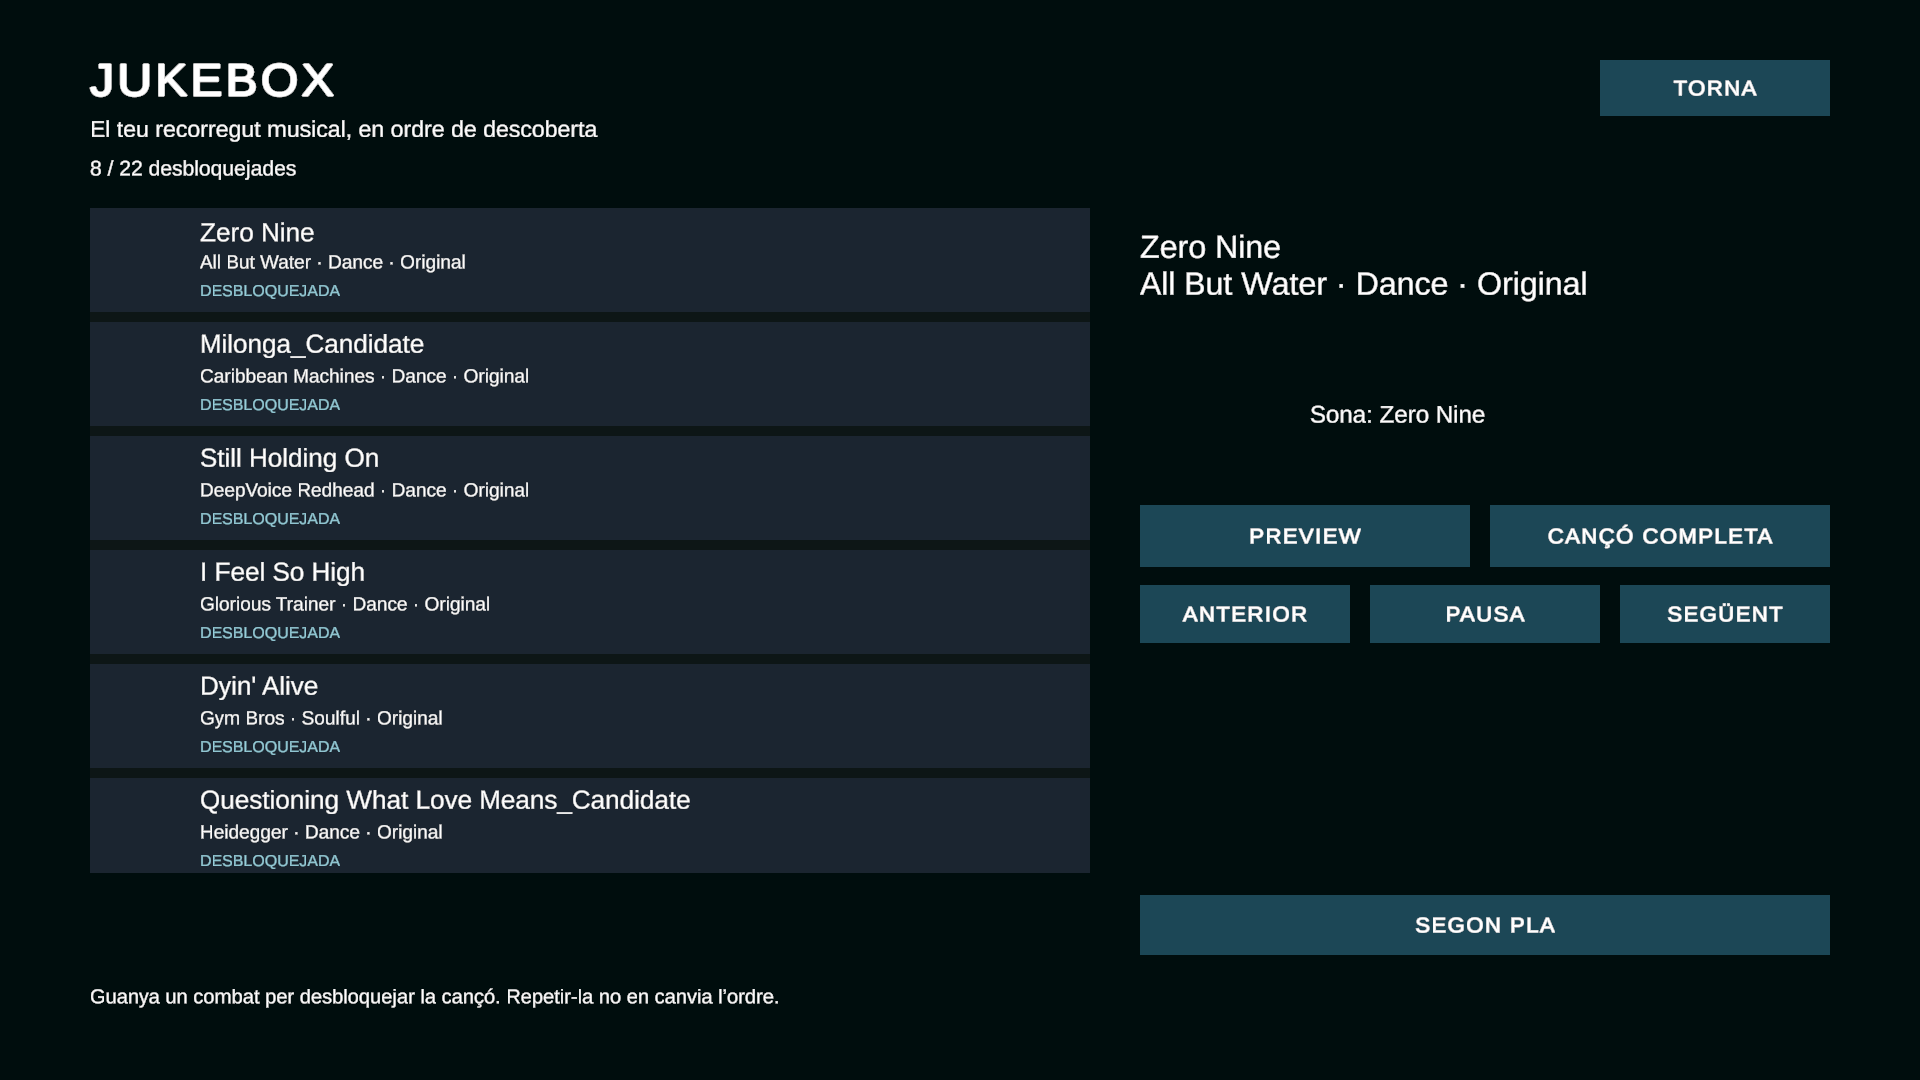 JUKEBOX
TORNA
El teu recorregut musical, en ordre de descoberta
8 / 22 desbloquejades
Zero Nine
All But Water · Dance · Original
DESBLOQUEJADA
Milonga_Candidate
Caribbean Machines · Dance · Original
DESBLOQUEJADA
Still Holding On
DeepVoice Redhead · Dance · Original
DESBLOQUEJADA
I Feel So High
Glorious Trainer · Dance · Original
DESBLOQUEJADA
Dyin' Alive
Gym Bros · Soulful · Original
DESBLOQUEJADA
Questioning What Love Means_Candidate
Heidegger · Dance · Original
DESBLOQUEJADA
Zero Nine
All But Water · Dance · Original
Sona: Zero Nine
PREVIEW
CANÇÓ COMPLETA
ANTERIOR
PAUSA
SEGÜENT
SEGON PLA
Guanya un combat per desbloquejar la cançó. Repetir-la no en canvia l’ordre.